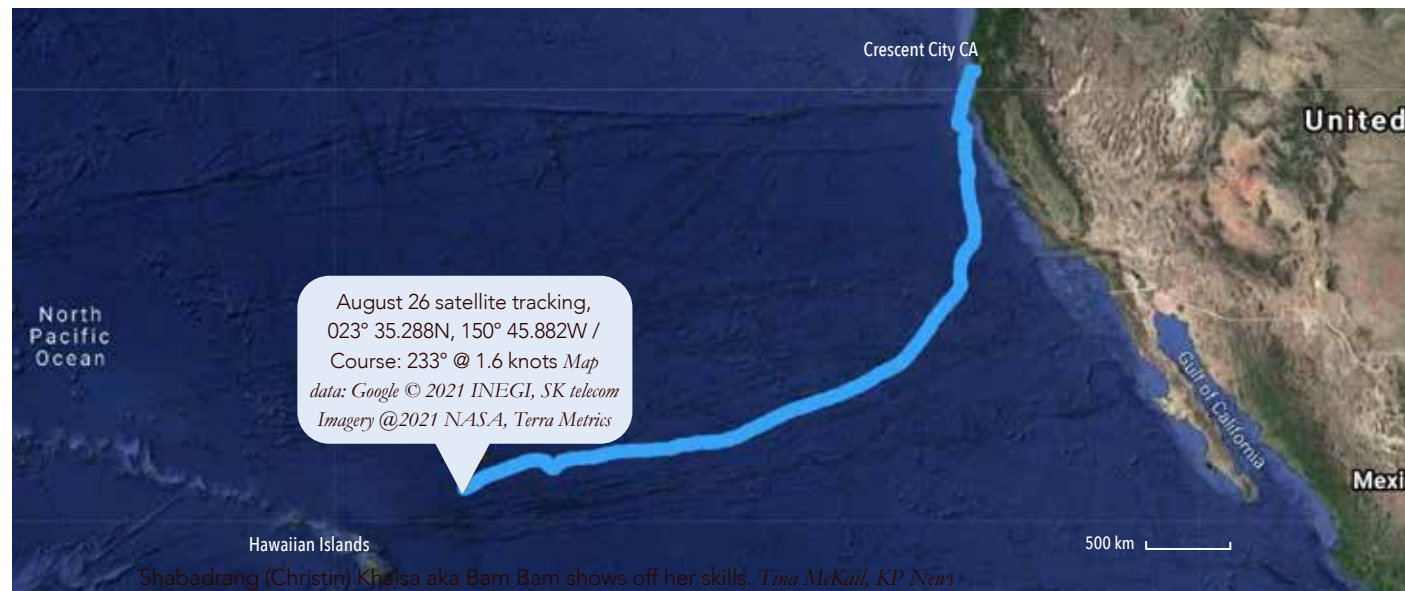 Crescent City CA
United
August 26 satellite tracking,
023° 35.288N, 150° 45.882W /
Course: 233° @ 1.6 knots Map
data: Google © 2021 INEGI, SK telecom
Imagery @2021 NASA, Terra Metrics
North
Pacific
Ocean
Gulf of California
Mexi
Hawaiian Islands
500 km
Shabadrang (Christin) Khalsa aka Bam Bam shows off her skills. Tina McKail, KP News